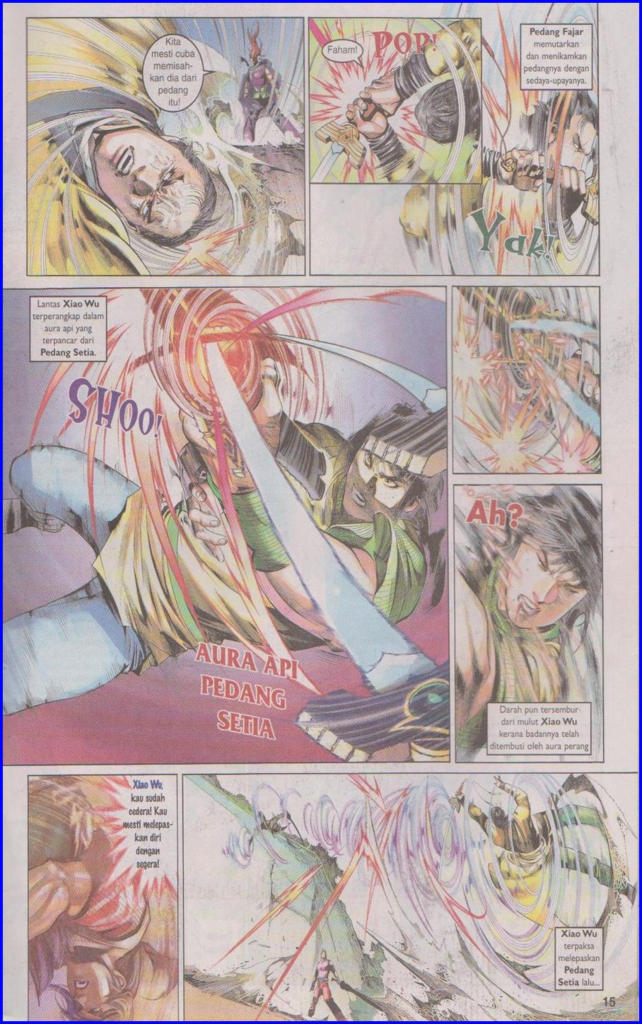 Kita
mesti cuba
memisah-
kan dia dari
pedang
itu!
Faham!
POP!
Pedang Fajar
memutarkan
dan menikamkan
pedangnya dengan
sedaya-upayanya.
Yak!
Lantas Xiao Wu
terperangkap dalam
aura api yang
terpancar dari
Pedang Setia.
SHOO!
AURA API
PEDANG
SETIA
Ah?
Darah pun tersembur
dari mulut Xiao Wu
kerana badannya telah
ditembusi oleh aura perang
Xiao Wu,
kau sudah
cedera! Kau
mesti melepas-
kan diri
dengan
segera!
Xiao Wu
terpaksa
melepaskan
Pedang
Setia lalu...
15